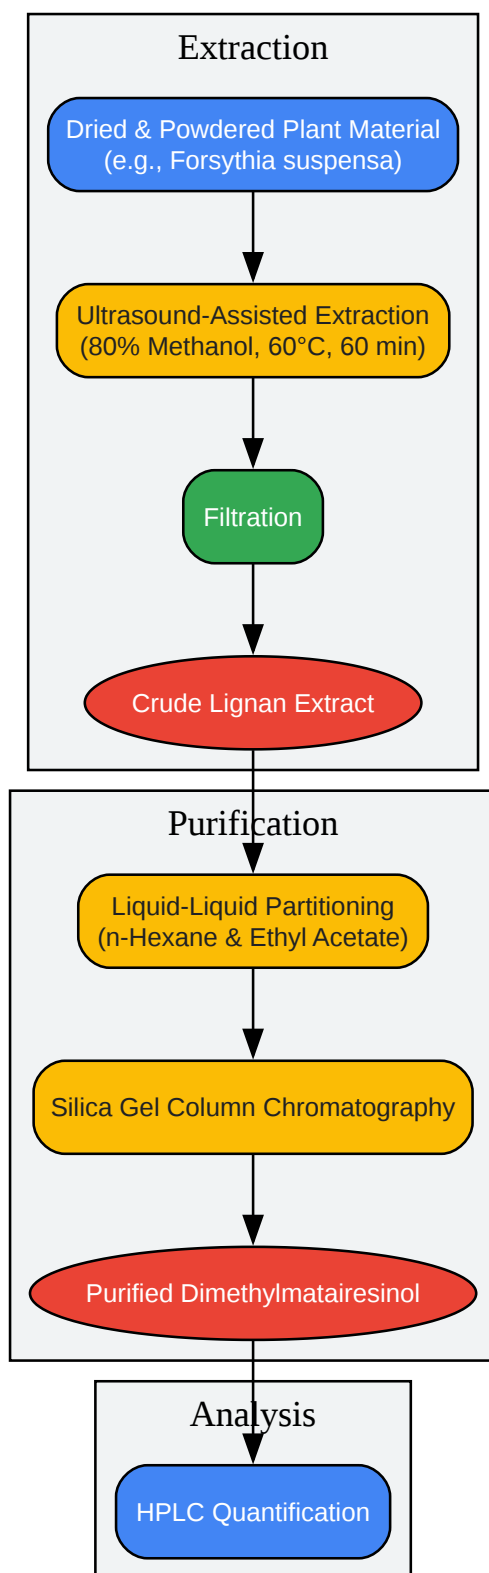 Extraction
Dried & Powdered Plant Material
(e.g., Forsythia suspensa)
Ultrasound-Assisted Extraction
(80% Methanol, 60°C, 60 min)
Filtration
Crude Lignan Extract
Purification
Liquid-Liquid Partitioning
(n-Hexane & Ethyl Acetate)
Silica Gel Column Chromatography
Purified Dimethylmatairesinol
Analysis
HPLC Quantification